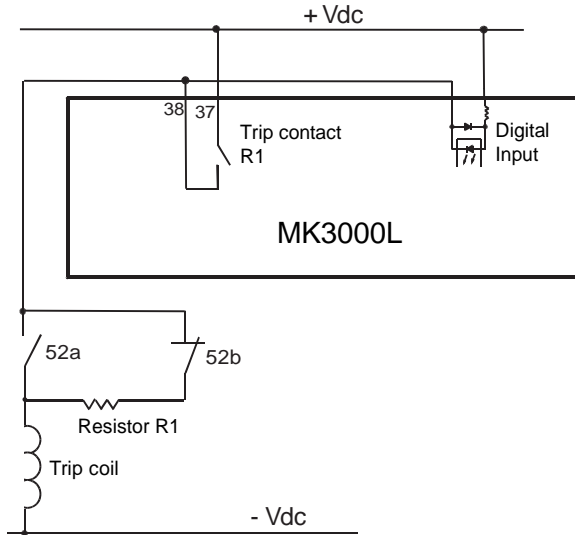 + Vdc
38 37
Trip contact
R1
Digital
Input
MK3000L
52a
52b
Resistor R1
Trip coil
- Vdc